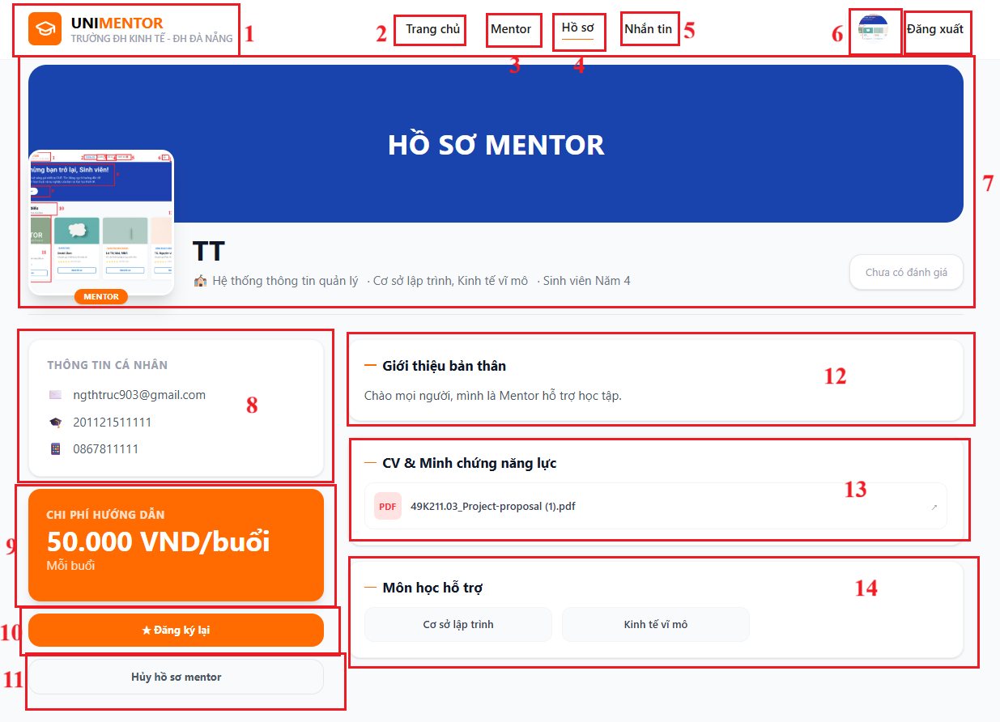 UNIMENTOR
TRƯỜNG ĐH KINH TẾ - ĐH ĐÀ NẴNG
1
2
Trang chủ
Mentor
3
Hồ sơ
4
Nhắn tin
5
6
Đăng xuất
HỒ SƠ MENTOR
7
TT
Hệ thống thông tin quản lý · Cơ sở lập trình, Kinh tế vĩ mô · Sinh viên Năm 4
Chưa có đánh giá
MENTOR
THÔNG TIN CÁ NHÂN
ngthtruc903@gmail.com
8
201121511111
0867811111
9
CHI PHÍ HƯỚNG DẪN
50.000 VND/buổi
Mỗi buổi
10
★ Đăng ký lại
11
Hủy hồ sơ mentor
Giới thiệu bản thân
12
Chào mọi người, mình là Mentor hỗ trợ học tập.
CV & Minh chứng năng lực
13
PDF
49K211.03_Project-proposal (1).pdf
Môn học hỗ trợ
14
Cơ sở lập trình
Kinh tế vĩ mô